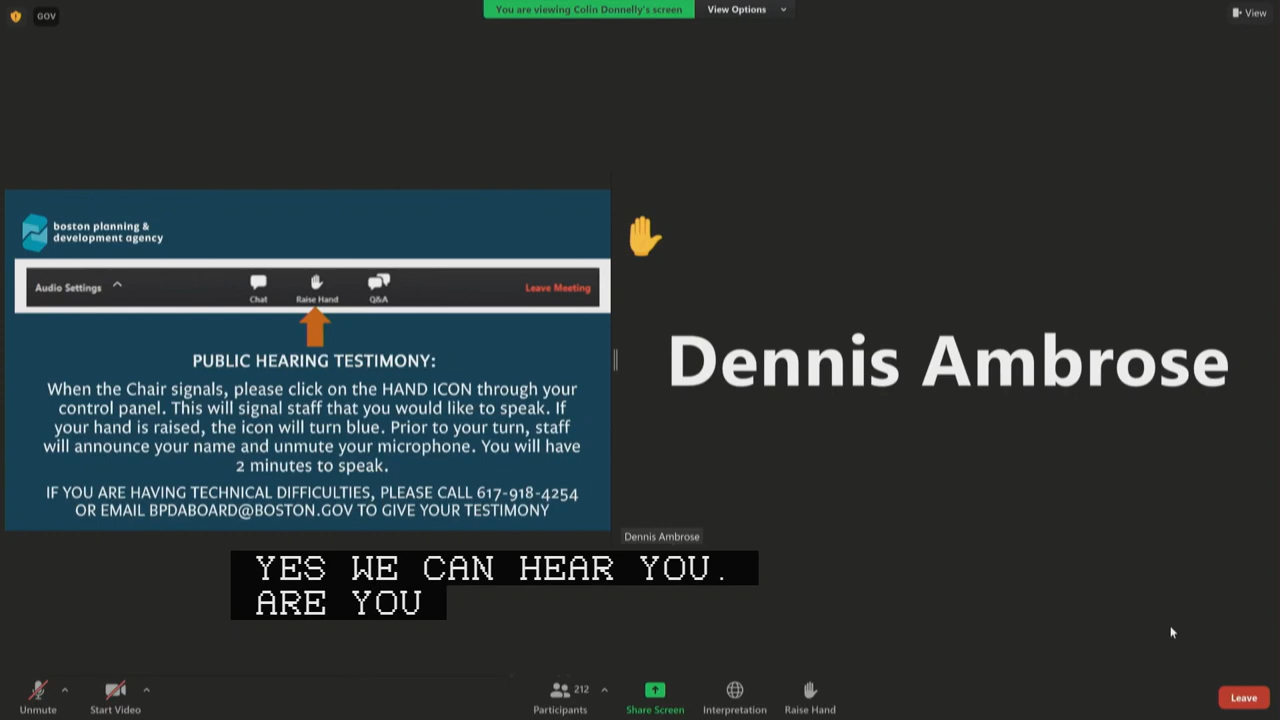 GOV
You are viewing Colin Donnelly's screen
View Options
View
boston planning &
development agency
Audio Settings
Chat
Raise Hand
Q&A
Leave Meeting
PUBLIC HEARING TESTIMONY:
When the Chair signals, please click on the HAND ICON through your
control panel. This will signal staff that you would like to speak. If
your hand is raised, the icon will turn blue. Prior to your turn, staff
will announce your name and unmute your microphone. You will have
2 minutes to speak.
IF YOU ARE HAVING TECHNICAL DIFFICULTIES, PLEASE CALL 617-918-4254
OR EMAIL BPDABOARD@BOSTON.GOV TO GIVE YOUR TESTIMONY
Dennis Ambrose
Dennis Ambrose
YES WE CAN HEAR YOU.
ARE YOU
Unmute
Start Video
212
Participants
Share Screen
Interpretation
Raise Hand
Leave